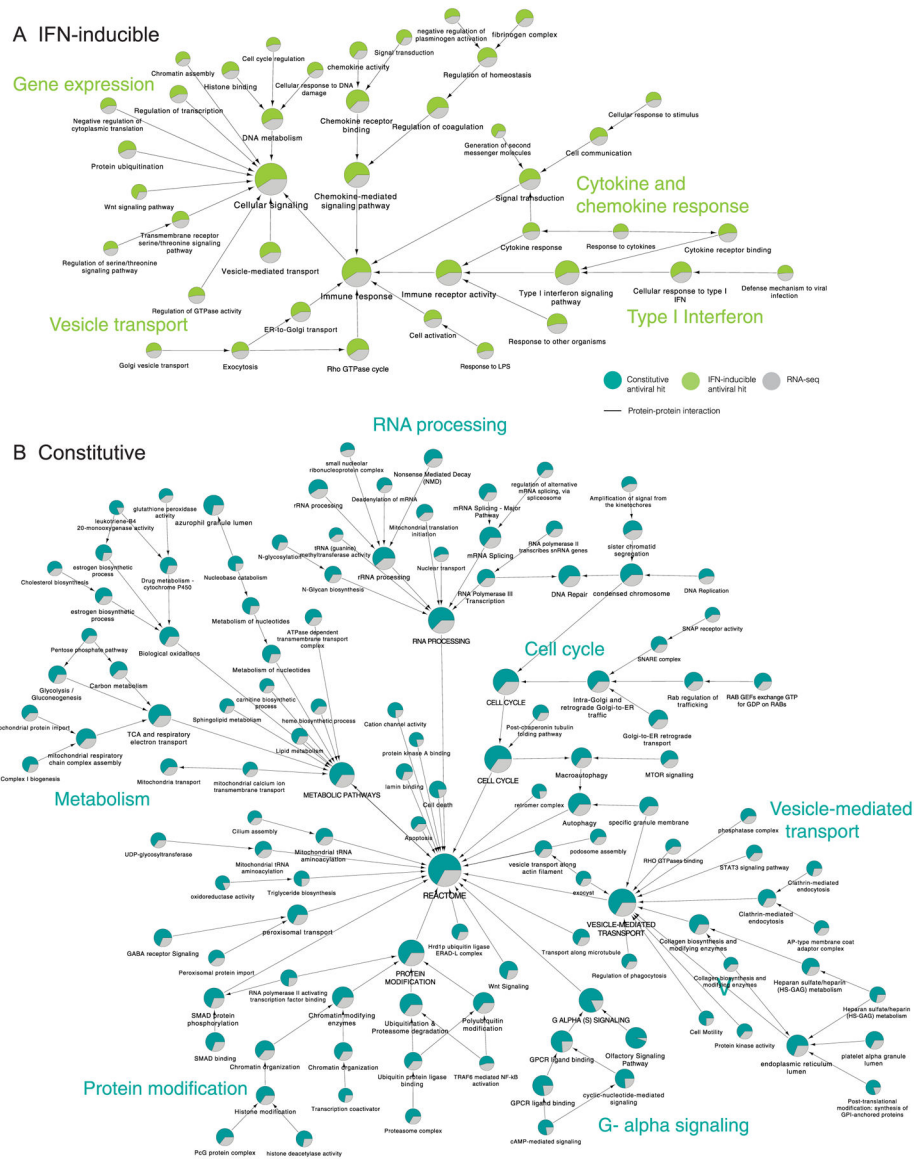 A IFN-inducible
negative regulation of
plasminogen activation
fibrinogen complex
Cell cycle regulation
Signal transduction
chemokine activity
Regulation of homeostasis
Chromatin assembly
Histone binding
Cellular response to DNA
damage
Gene expression
Negative regulation of
cytoplasmic translation
Regulation of transcription
DNA metabolism
Chemokine receptor
binding
Regulation of coagulation
Cellular response to stimulus
Generation of second
messenger molecules
Cell communication
Protein ubiquitination
Wnt signaling pathway
Cellular signaling
Chemokine-mediated
signaling pathway
Signal transduction
Cytokine and
chemokine response
Transmembrane receptor
serine/threonine signaling
pathway
Regulation of serine/threonine
signaling pathway
Vesicle-mediated transport
Cytokine response
Response to cytokines
Cytokine receptor binding
Immune response
Immune receptor activity
Type I interferon signaling
pathway
Cellular response to type I
IFN
Defense mechanism to viral
infection
Regulation of GTPase activity
Vesicle transport
ER-to-Golgi transport
Cell activation
Response to other organisms
Type I Interferon
Golgi vesicle transport
Exocytosis
Rho GTPase cycle
Response to LPS
Constitutive
antiviral hit
IFN-inducible
antiviral hit
RNA-seq
Protein-protein interaction
RNA processing
B Constitutive
small nucleolar
ribonucleoprotein complex
Nonsense Mediated Decay
(NMD)
regulation of alternative
mRNA splicing, via
spliceosome
Amplification of signal from
the kinetochores
rRNA processing
Deadenylation of mRNA
mRNA Splicing - Major
Pathway
glutathione peroxidase
activity
leukotriene-B4
20-monooxygenase activity
azurophil granule lumen
Mitochondrial translation
initiation
tRNA (guanine)
methyltransferase activity
N-glycosylation
mRNA Splicing
RNA polymerase II
transcribes snRNA genes
sister chromatid
segregation
estrogen biosynthetic
process
Drug metabolism -
cytochrome P450
Nucleobase catabolism
rRNA processing
Nuclear transport
Cholesterol biosynthesis
N-Glycan biosynthesis
RNA Polymerase III
Transcription
DNA Repair
condensed chromosome
DNA Replication
estrogen biosynthetic
process
Metabolism of nucleotides
ATPase dependent
transmembrane transport
complex
RNA PROCESSING
SNAP receptor activity
Pentose phosphate pathway
Biological oxidations
Cell cycle
SNARE complex
Glycolysis /
Gluconeogenesis
Carbon metabolism
Metabolism of nucleotides
carnitine biosynthetic
process
CELL CYCLE
Intra-Golgi and
retrograde Golgi-to-ER
traffic
Rab regulation of
trafficking
RAB GEFs exchange GTP
for GDP on RABs
ochondrial protein import
TCA and respiratory
electron transport
Sphingolipid metabolism
heme biosynthetic process
Cation channel activity
Post-chaperonin tubulin
folding pathway
Golgi-to-ER retrograde
transport
mitochondrial respiratory
chain complex assembly
Lipid metabolism
protein kinase A binding
Complex I biogenesis
Mitochondria transport
mitochondrial calcium ion
transmembrane transport
METABOLIC PATHWAYS
lamin binding
CELL CYCLE
Macroautophagy
MTOR signalling
Metabolism
Cell death
retromer complex
Autophagy
specific granule membrane
Vesicle-mediated
transport
Apoptosis
Cilium assembly
Mitochondrial tRNA
aminoacylation
podosome assembly
phosphatase complex
UDP-glycosyltransferase
Mitochondrial tRNA
aminoacylation
vesicle transport along
actin filament
RHO GTPases binding
STAT3 signaling pathway
oxidoreductase activity
Triglyceride biosynthesis
REACTOME
exocyst
Clathrin-mediated
endocytosis
peroxisomal transport
VESICLE-MEDIATED
TRASNSPORT
Clathrin-mediated
endocytosis
GABA receptor Signaling
Hrd1p ubiquitin ligase
ERAD-L complex
Transport along microtubule
Collagen biosynthesis and
modifying enzymes
AP-type membrane coat
adaptor complex
Peroxisomal protein import
PROTEIN
MODIFICATION
Wnt Signaling
Regulation of phagocytosis
Collagen biosynthesis and
modifying enzymes
V
Heparan sulfate/heparin
(HS-GAG) metabolism
RNA polymerase II activating
transcription factor binding
SMAD protein
phosphorylation
Chromatin modifying
enzymes
Ubiquitination &
Proteasome degradation
Polyubiquitin
modification
G ALPHA (S) SIGNALING
Cell Motility
Protein kinase activity
Heparan sulfate/heparin
(HS-GAG) metabolism
SMAD binding
Chromatin organization
Chromatin organization
Ubiquitin protein ligase
binding
TRAF6 mediated NF-kB
activation
GPCR ligand binding
Olfactory Signaling
Pathway
endoplasmic reticulum
lumen
platelet alpha granule
lumen
Protein modification
Histone modification
Transcription coactivator
GPCR ligand binding
cyclic-nucleotide-mediated
signaling
Post-translational
modification: synthesis of
GPI-anchored proteins
Proteasome complex
cAMP-mediated signaling
G- alpha signaling
PcG protein complex
histone deacetylase activity